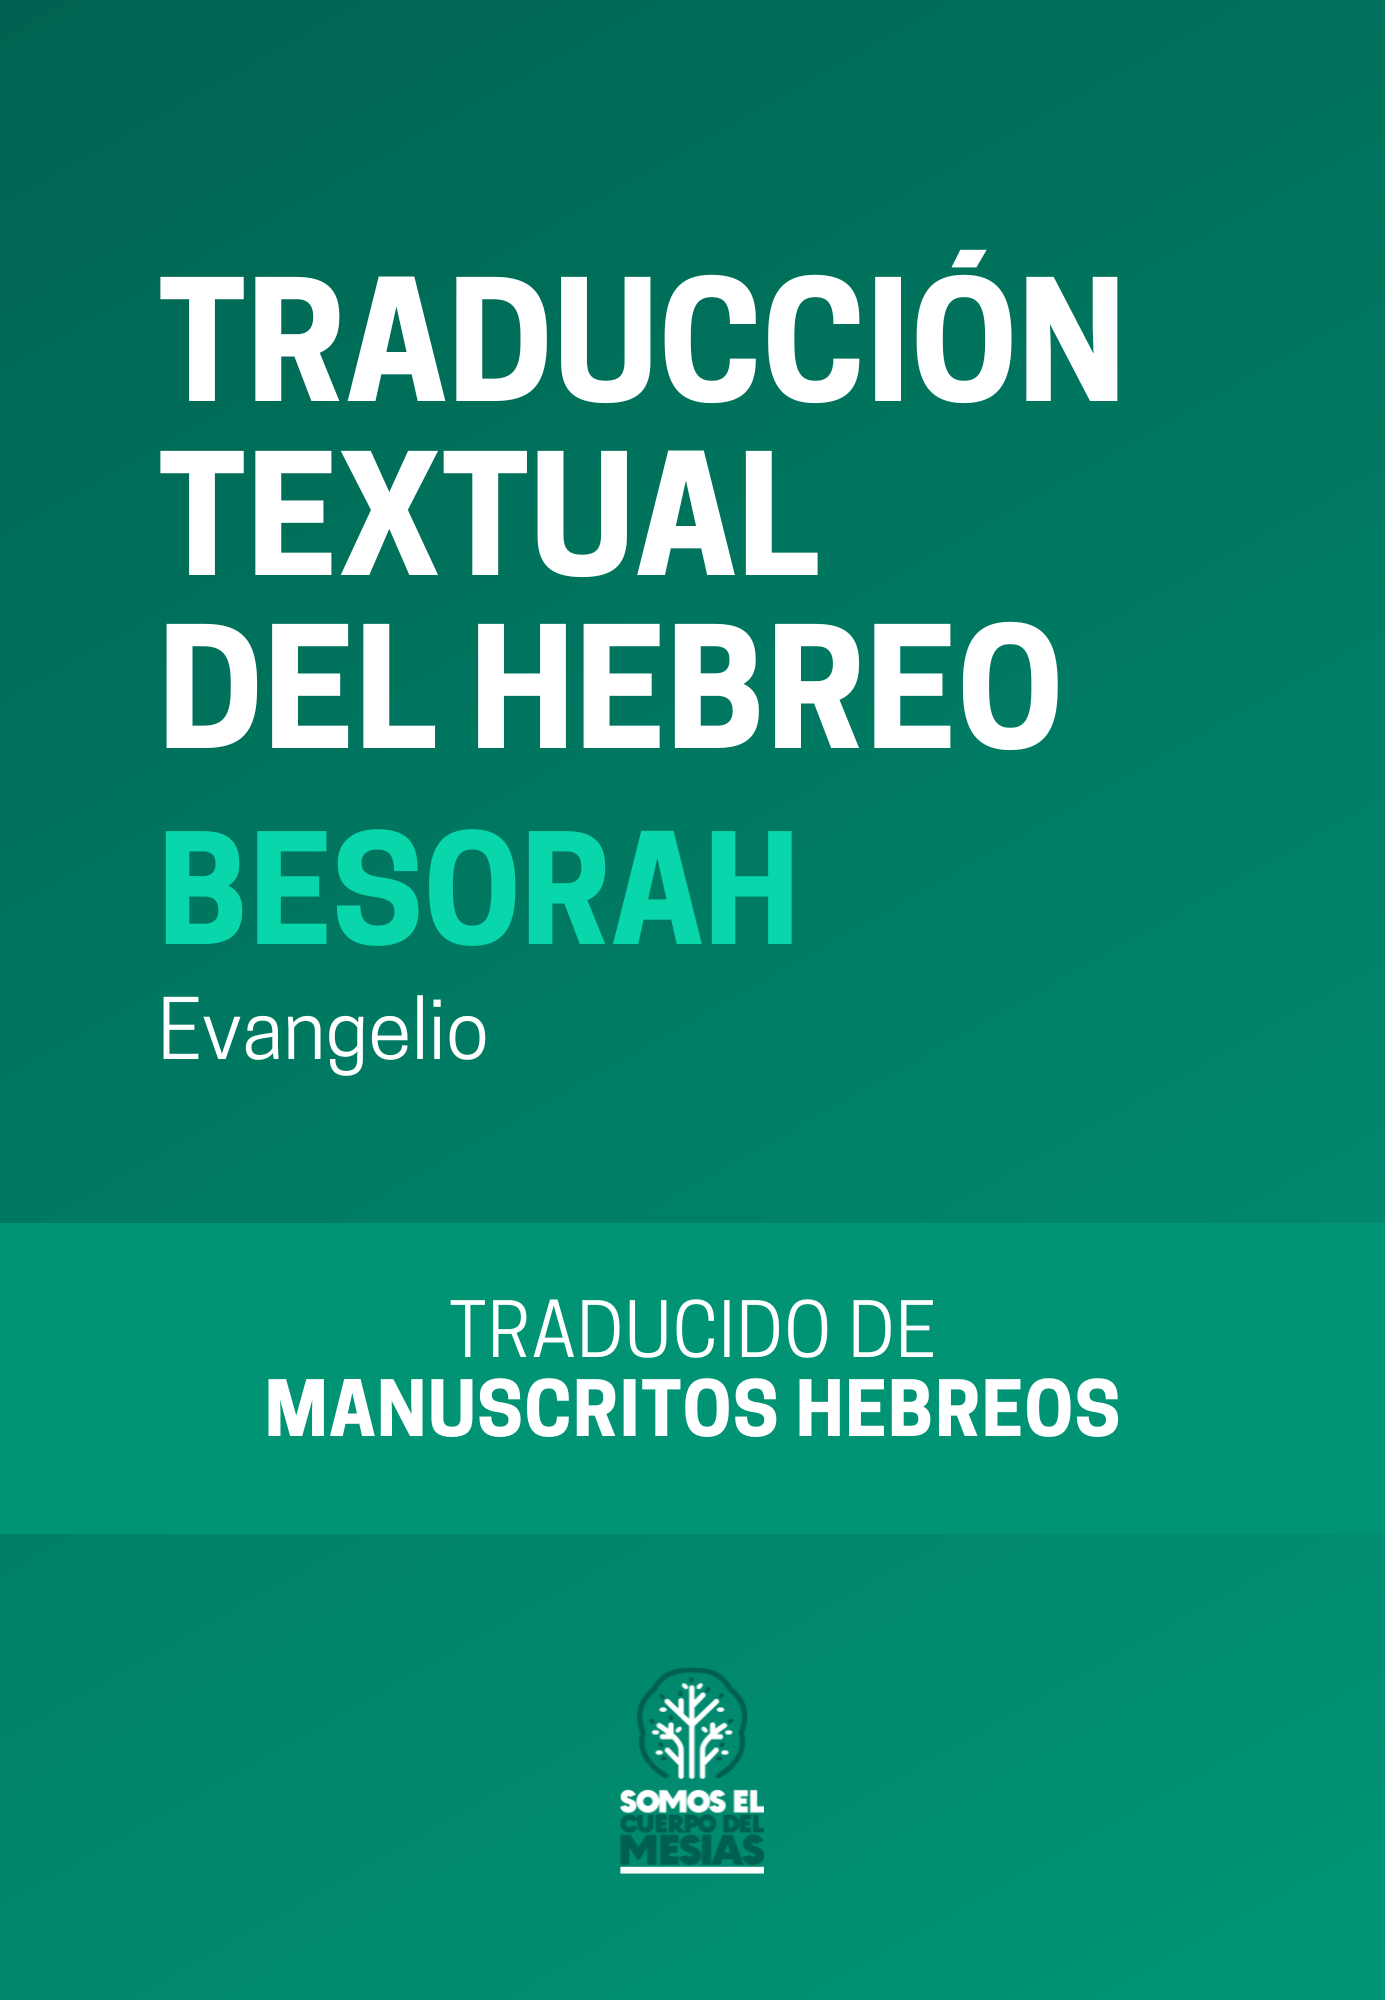 TRADUCCIÓN
TEXTUAL
DEL HEBREO
BESORAH
Evangelio
TRADUCIDO DE
MANUSCRITOS HEBREOS
SOMOS EL
CUERPO DEL
MESIAS